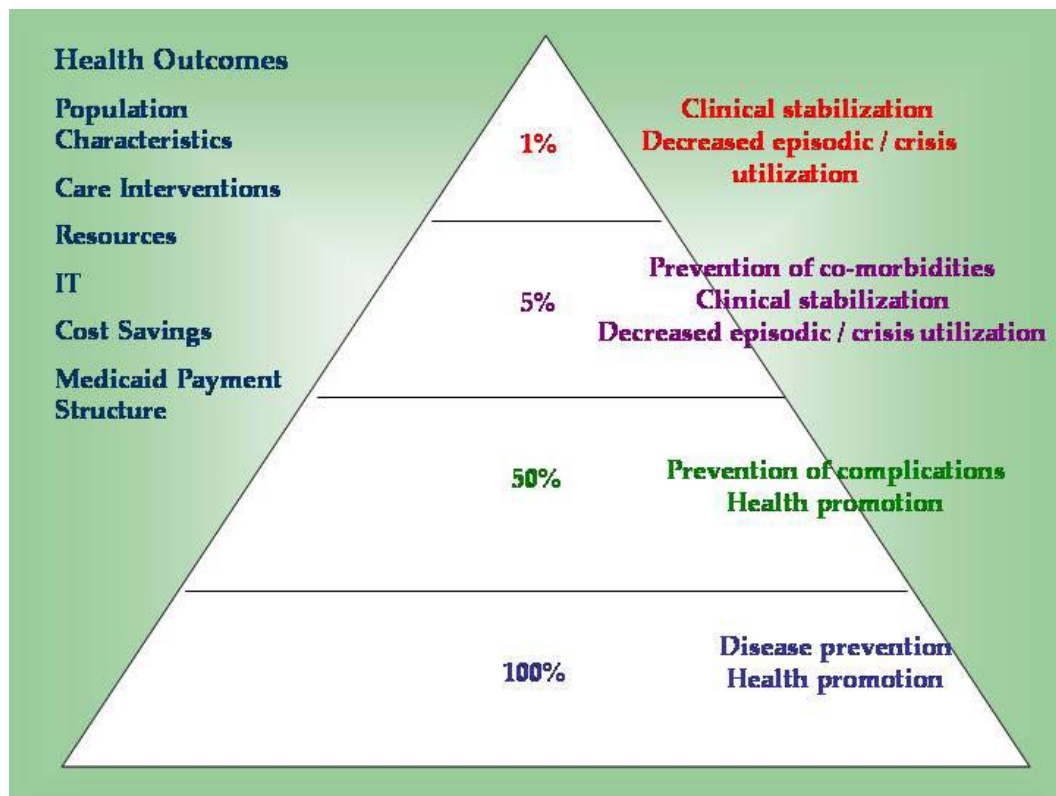 Health Outcomes
Population
Characteristics
Care Interventions
Resources
IT
Cost Savings
Medicaid Payment
Structure
1%
Clinical stabilization
Decreased episodic / crisis
utilization
5%
Prevention of co-morbidities
Clinical stabilization
Decreased episodic / crisis utilization
50%
Prevention of complications
Health promotion
100%
Disease prevention
Health promotion